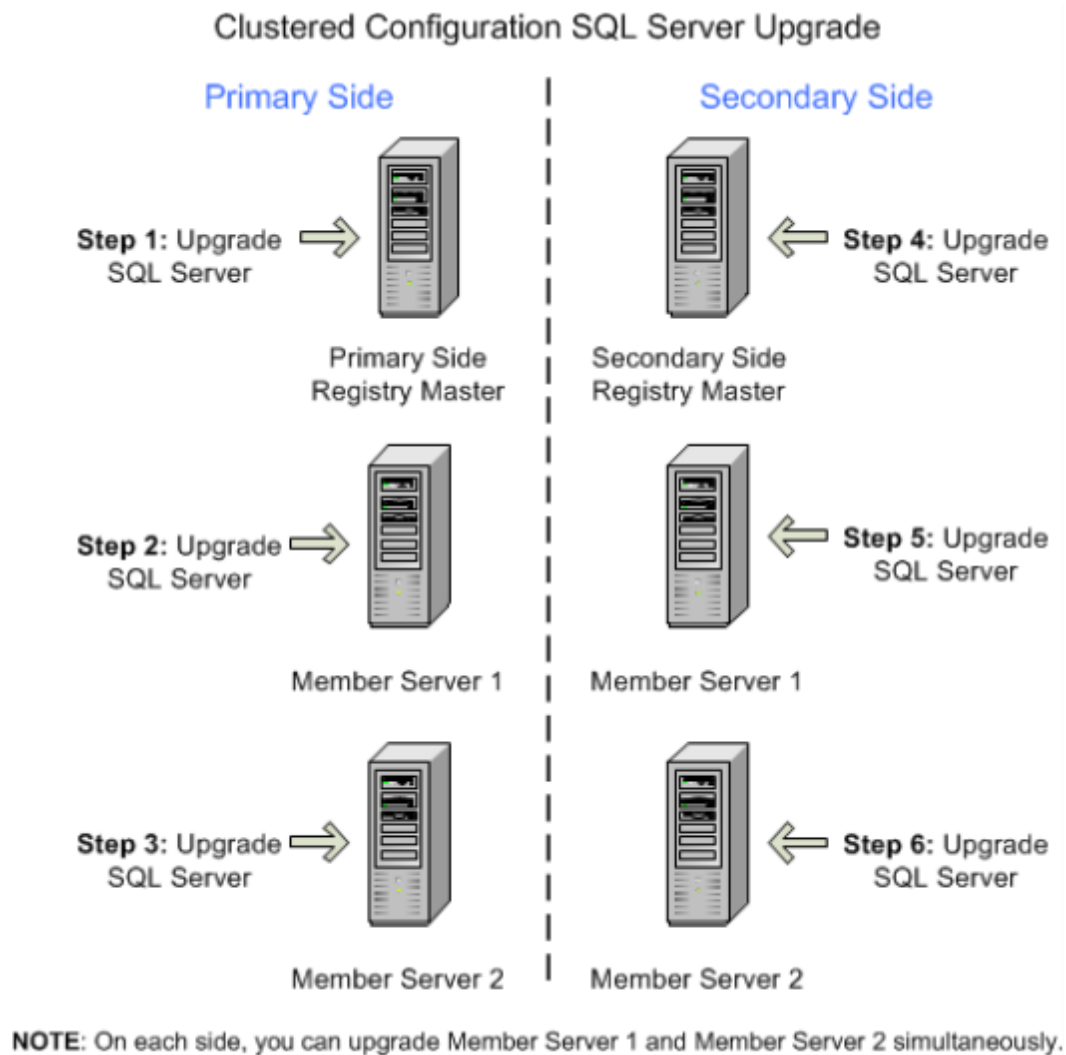 Clustered Configuration SQL Server Upgrade
Primary Side
Secondary Side
Step 1: Upgrade
SQL Server
Step 4: Upgrade
SQL Server
Primary Side
Registry Master
Secondary Side
Registry Master
Step 2: Upgrade
SQL Server
Step 5: Upgrade
SQL Server
Member Server 1
Member Server 1
Step 3: Upgrade
SQL Server
Step 6: Upgrade
SQL Server
Member Server 2
Member Server 2
NOTE: On each side, you can upgrade Member Server 1 and Member Server 2 simultaneously.